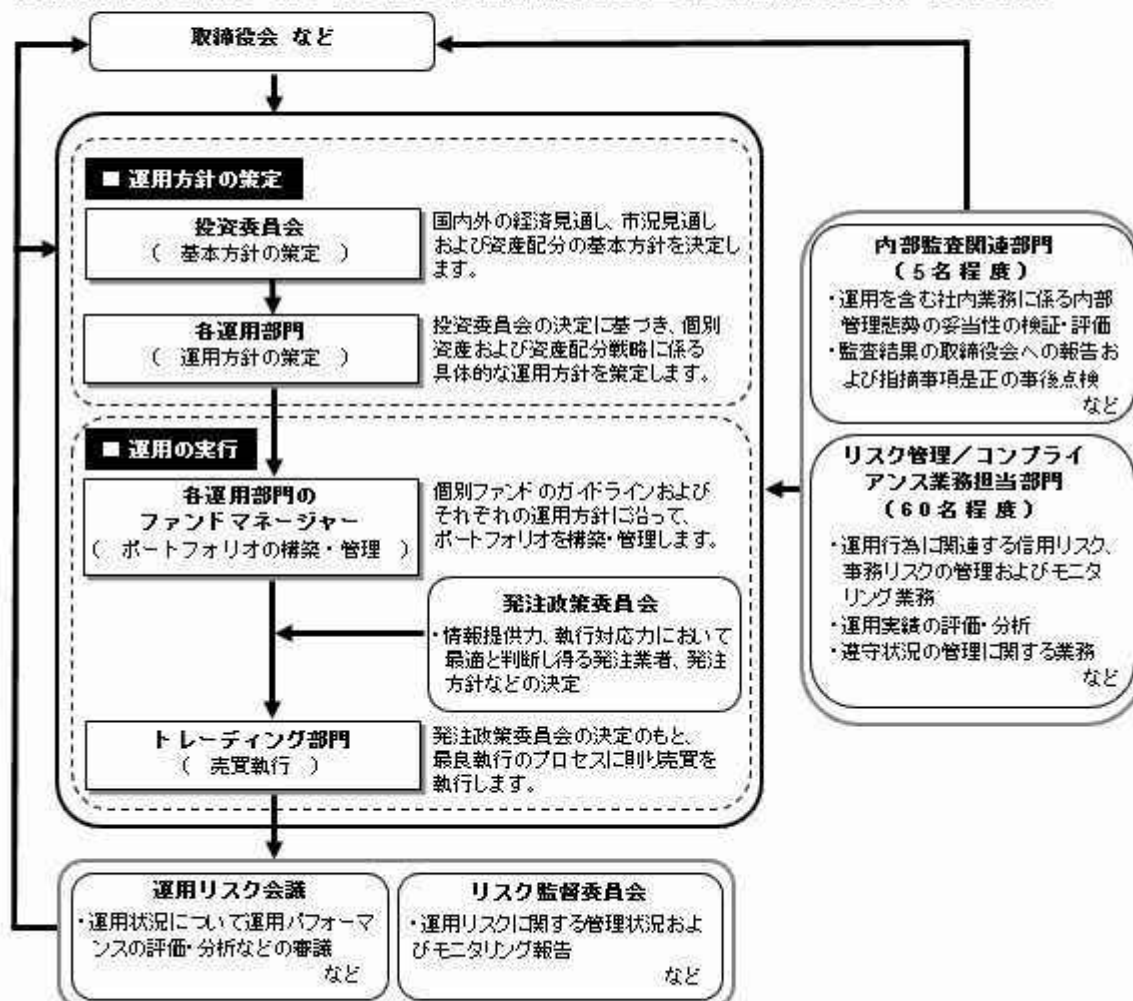 取締役会 など
■ 運用方針の策定
投資委員会
( 基本方針の策定 )
国内外の経済見通し、市況見通し
および資産配分の基本方針を決定し
ます。
各運用部門
( 運用方針の策定 )
投資委員会の決定に基づき、個別
資産および資産配分戦略に係る
具体的な運用方針を策定します。
■ 運用の実行
各運用部門の
ファンドマネージャー
( ポートフォリオの構築・管理 )
個別ファンドのガイドラインおよび
それぞれの運用方針に沿って、
ポートフォリオを構築・管理します。
発注政策委員会
・情報提供力、執行対応力において
最適と判断し得る発注業者、発注
方針などの決定
トレーディング部門
( 売買執行 )
発注政策委員会の決定のもと、
最良執行のプロセスに則り売買を
執行します。
内部監査関連部門
(5名程度)
・運用を含む社内業務に係る内部
管理態勢の妥当性の検証・評価
・監査結果の取締役会への報告お
よび指摘事項是正の事後点検
など
リスク管理/コンプライ
アンス業務担当部門
(60名程度)
・運用行為に関連する信用リスク、
事務リスクの管理およびモニタ
リング業務
・運用実績の評価・分析
・遵守状況の管理に関する業務
など
運用リスク会議
・運用状況について運用パフォーマ
ンスの評価・分析などの審議
など
リスク監督委員会
・運用リスクに関する管理状況およ
びモニタリング報告
など